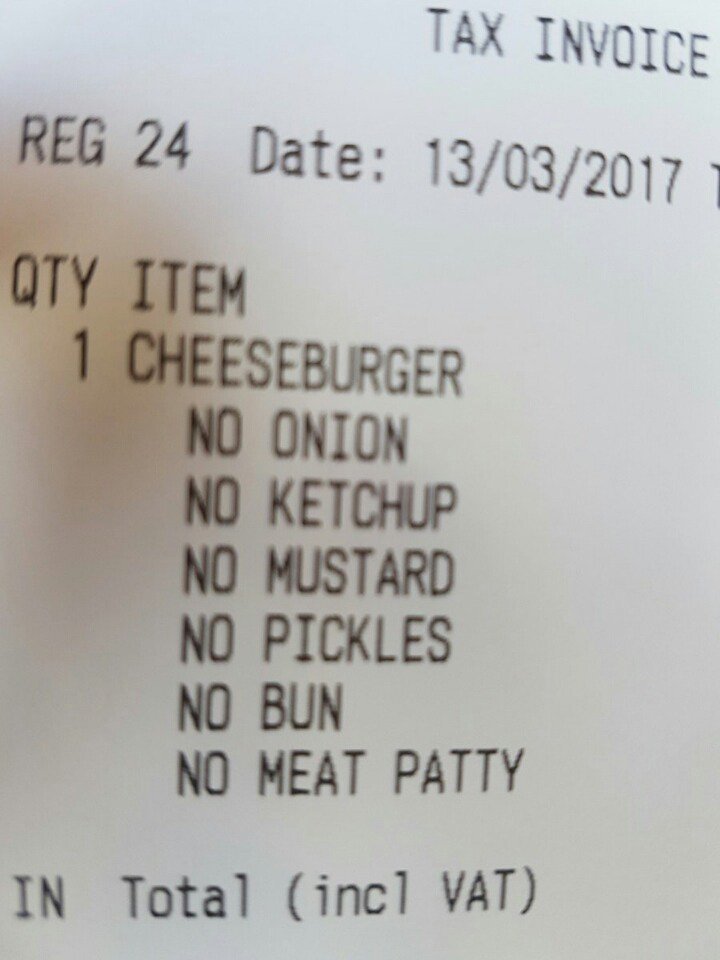 TAX INVOICE
REG 24 Date: 13/03/2017 T
QTY ITEM
1 CHEESEBURGER
NO ONION
NO KETCHUP
NO MUSTARD
NO PICKLES
NO BUN
NO MEAT PATTY
IN Total (incl VAT)